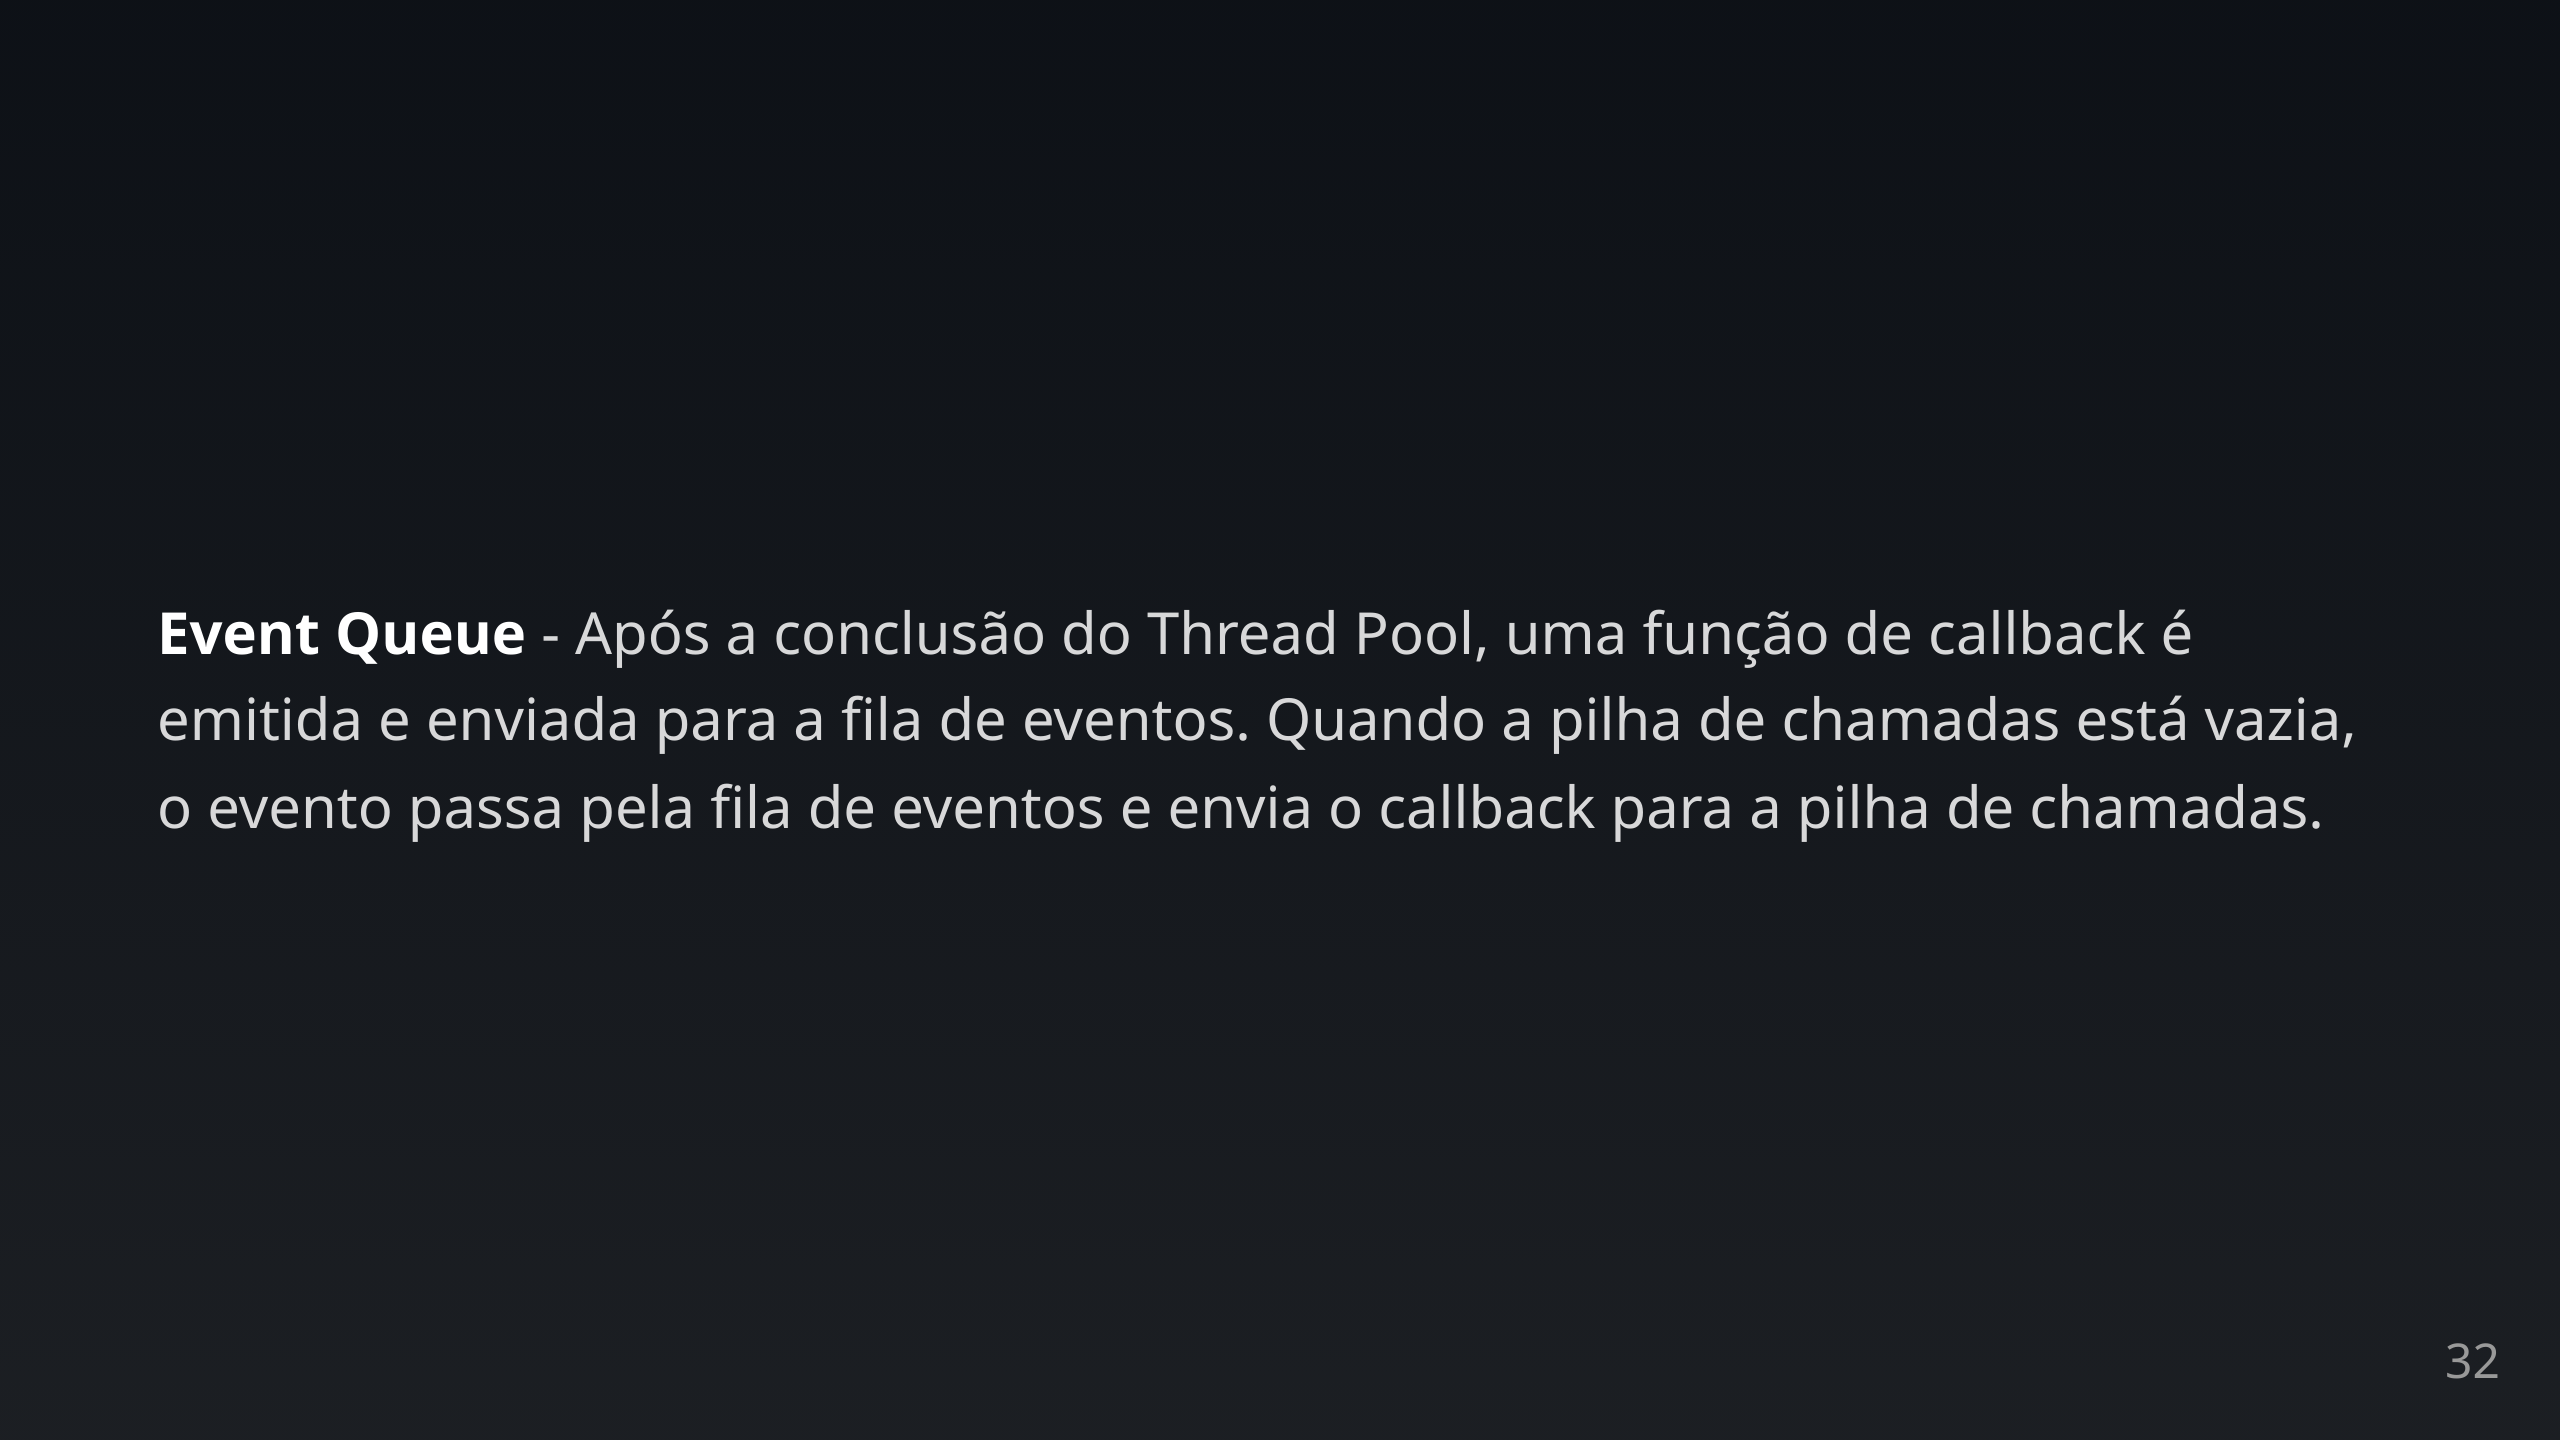 Event Queue - Após a conclusão do Thread Pool, uma função de callback é
emitida e enviada para a fila de eventos. Quando a pilha de chamadas está vazia,
o evento passa pela fila de eventos e envia o callback para a pilha de chamadas.
32